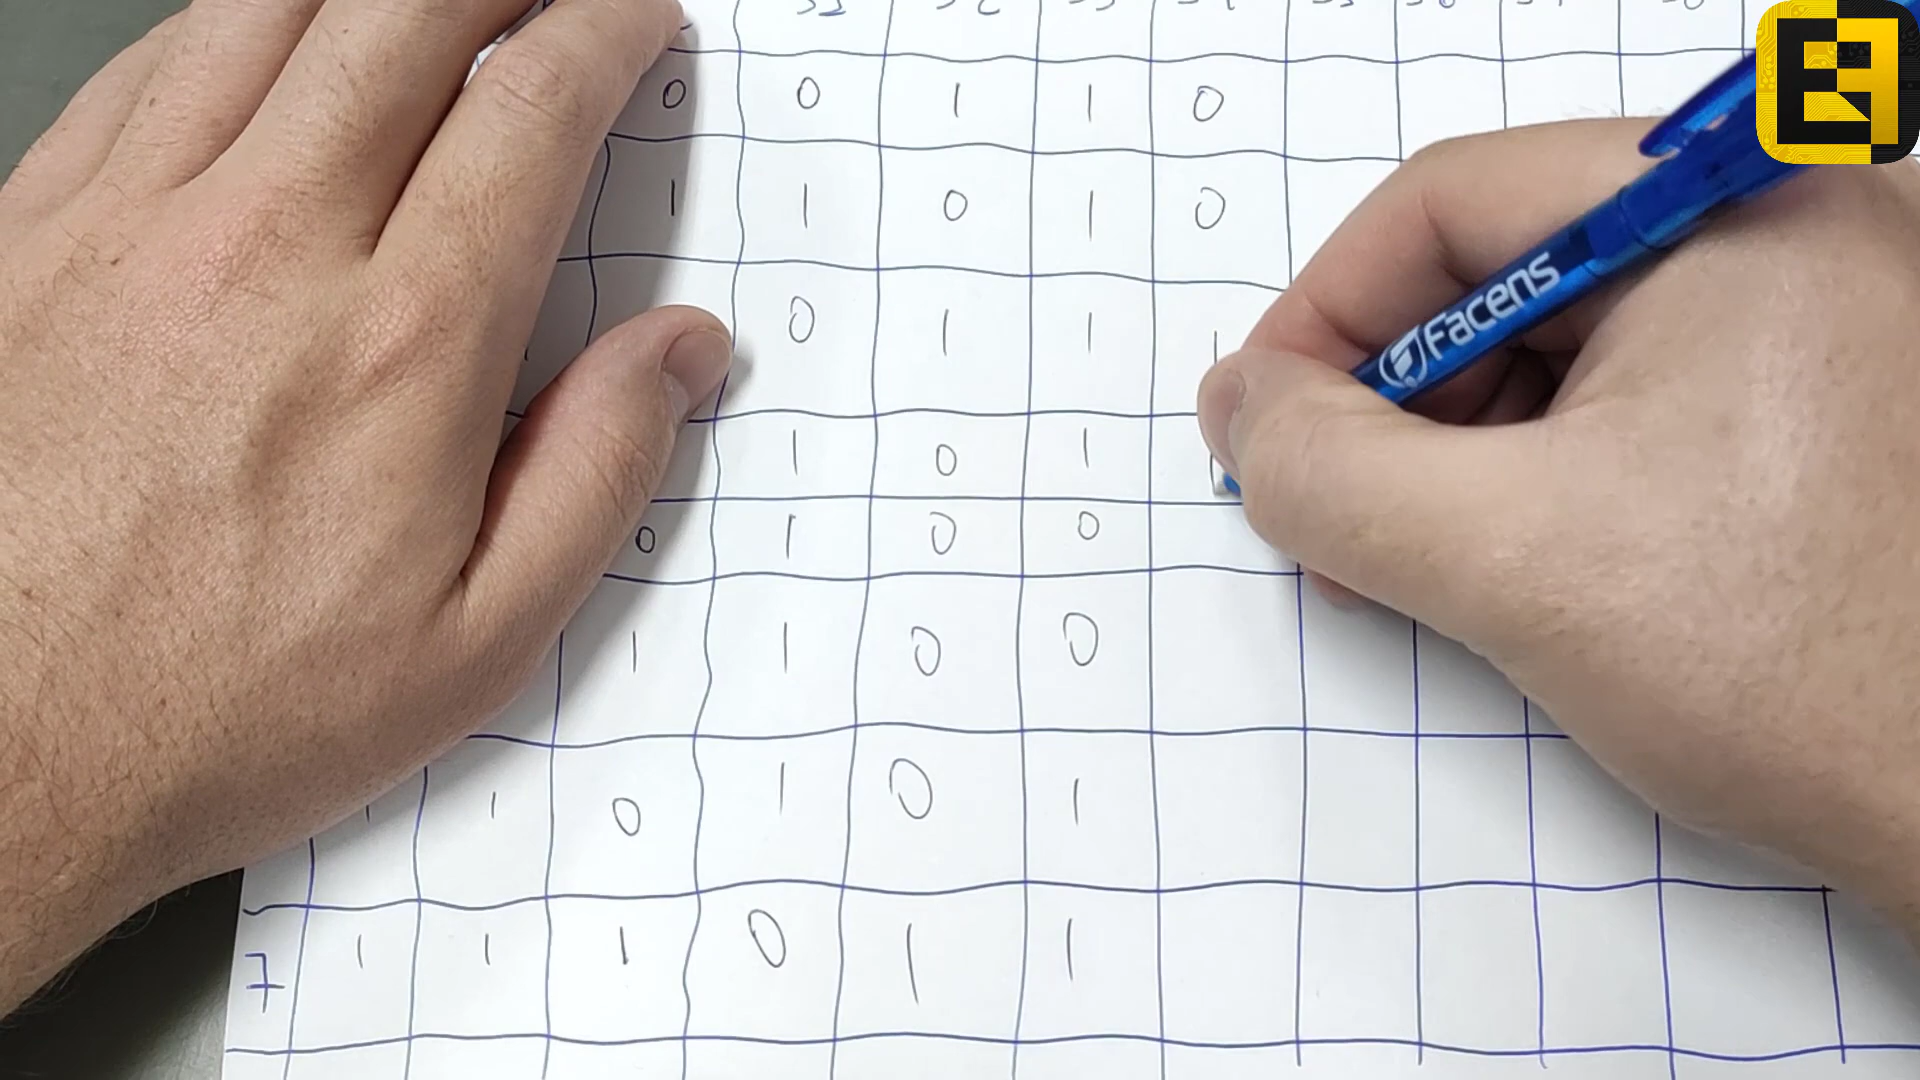 0 0 1 1 0
1 1 0 1 0
0 1 1 1
1 0 1 1
0 1 0 0
1 1 0 0
1 1 0 1 0 1
7 1 1 1 0 1 1
Facens